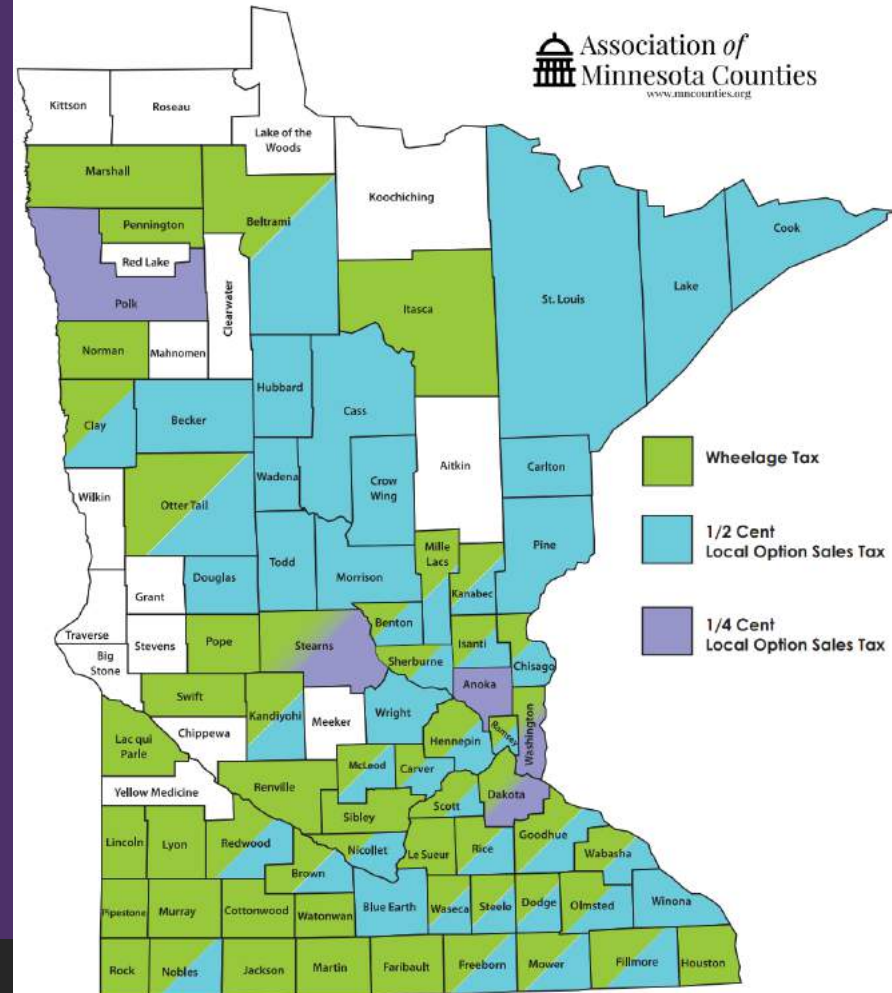 Association of
Minnesota Counties
www.mncounties.org
Kittson
Roseau
Lake of the
Woods
Marshall
Koochiching
Beltrami
Pennington
Cook
Red Lake
St. Louis
Lake
Polk
Clearwater
Itasca
Norman
Mahnomen
Hubbard
Cass
Clay
Becker
Wheelage Tax
Aitkin
Carlton
Wadena
Crow
Wing
Wilkin
Otter Tail
1/2 Cent
Local Option Sales Tax
Pine
Mille
Lacs
Todd
Douglas
Morrison
Kanabec
Grant
Benton
1/4 Cent
Local Option Sales Tax
Traverse
Stevens
Pope
Stearns
Isanti
Big
Stone
Sherburne
Chisago
Anoka
Swift
Kandiyohi
Meeker
Wright
Washington
Ramsey
Chippewa
Hennepin
Lac qui
Parle
McLeod
Carver
Yellow Medicine
Renville
Dakota
Scott
Sibley
Lincoln
Lyon
Redwood
Nicollet
Le Sueur
Rice
Goodhue
Wabasha
Brown
Pipestone
Murray
Cottonwood
Watonwan
Blue Earth
Waseca
Steele
Dodge
Olmsted
Winona
Rock
Nobles
Jackson
Martin
Faribault
Freeborn
Mower
Fillmore
Houston